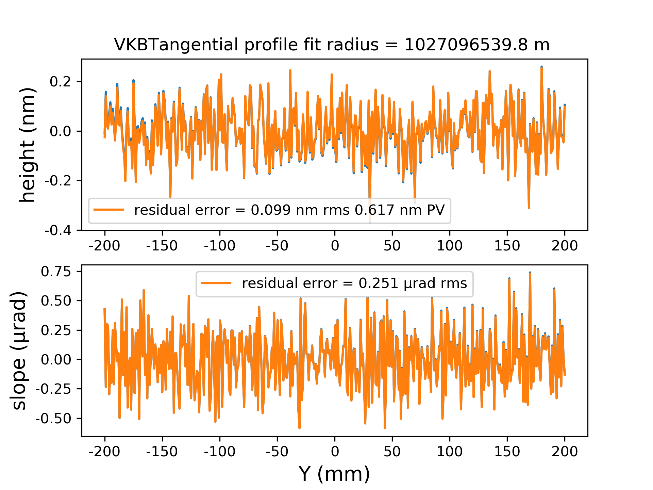 VKBTangential profile fit radius = 1027096539.8 m
height (nm)
0.2
0.0
-0.2
-0.4
residual error = 0.099 nm rms 0.617 nm PV
-200 -150 -100 -50 0 50 100 150 200
slope (μrad)
0.75
0.50
0.25
0.00
-0.25
-0.50
residual error = 0.251 μrad rms
-200 -150 -100 -50 0 50 100 150 200
Y (mm)